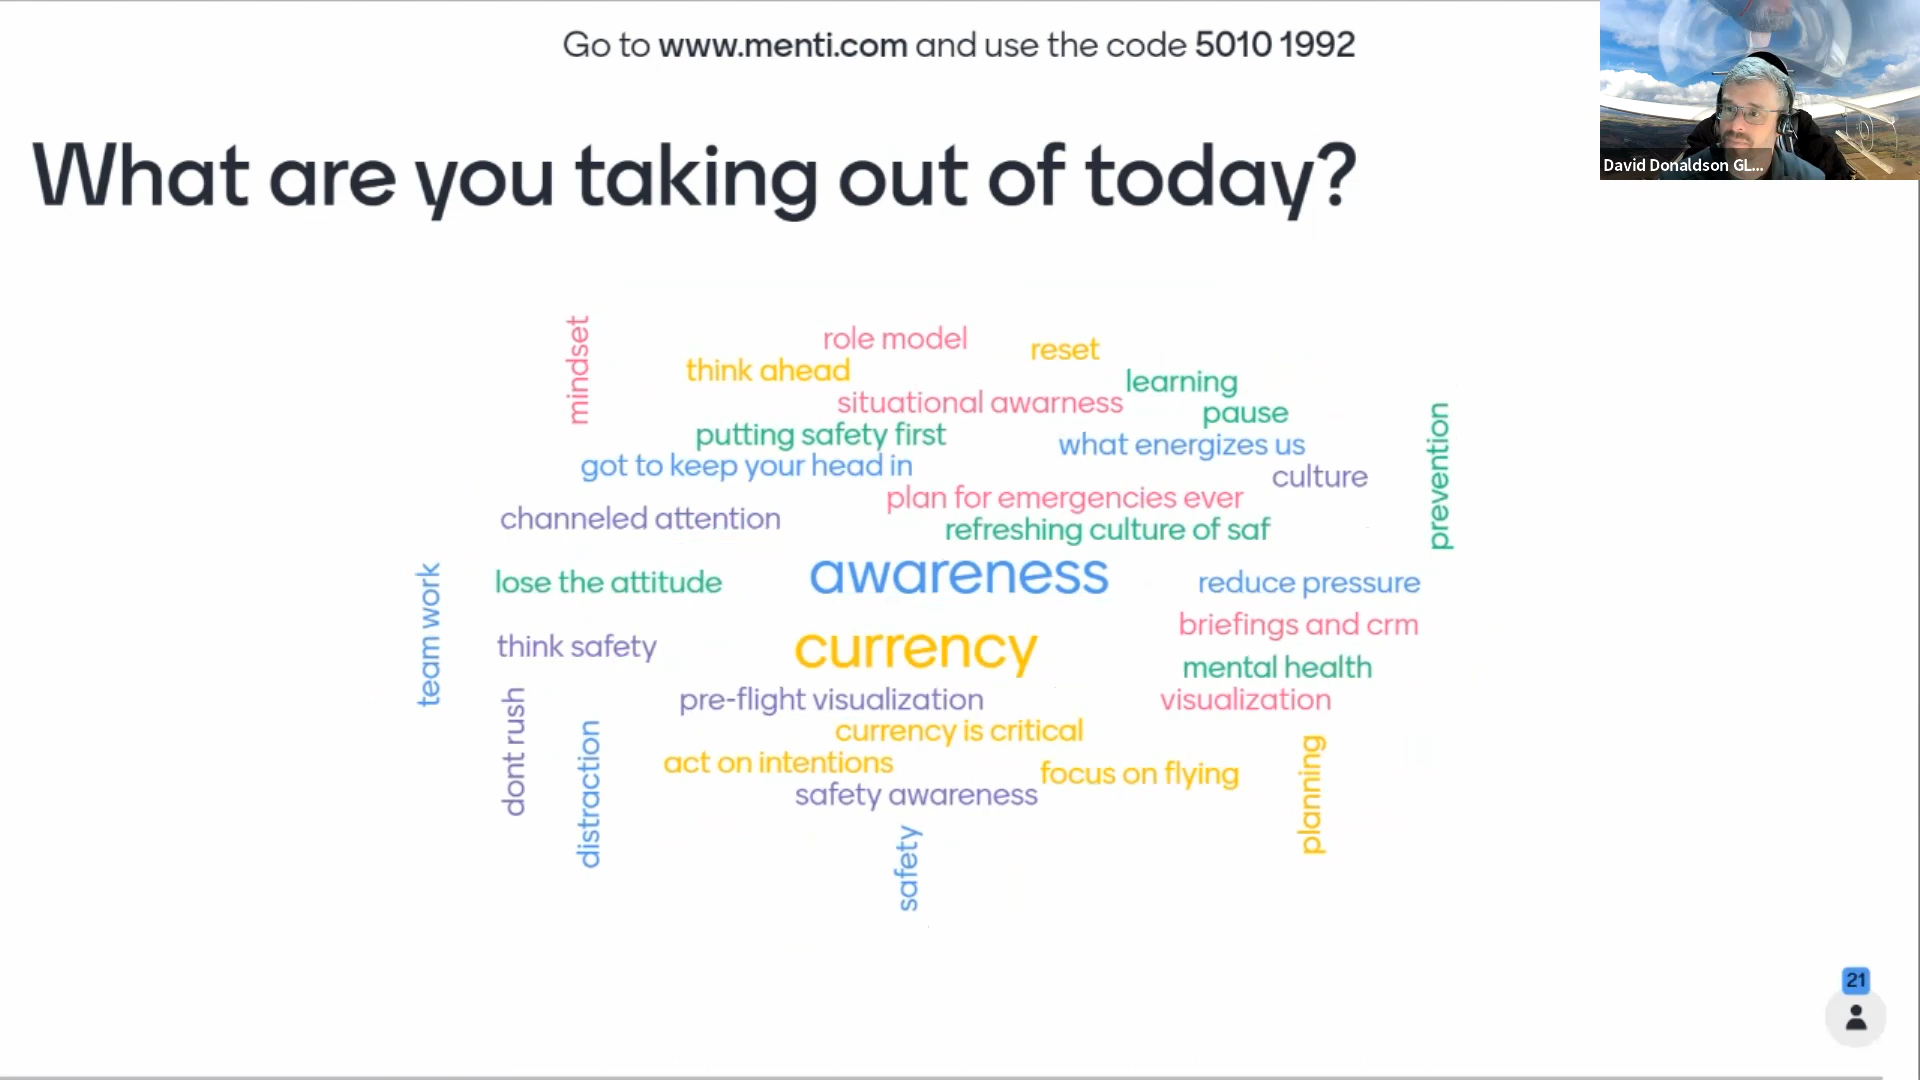 Go to www.menti.com and use the code 5010 1992
David Donaldson GL...
What are you taking out of today?
mindset
role model
reset
think ahead
learning
situational awarness
pause
putting safety first
what energizes us
prevention
got to keep your head in
culture
plan for emergencies ever
channeled attention
refreshing culture of saf
awareness
team work
lose the attitude
reduce pressure
briefings and crm
currency
think safety
mental health
pre-flight visualization
visualization
dont rush
distraction
currency is critical
planning
act on intentions
focus on flying
safety awareness
safety
21